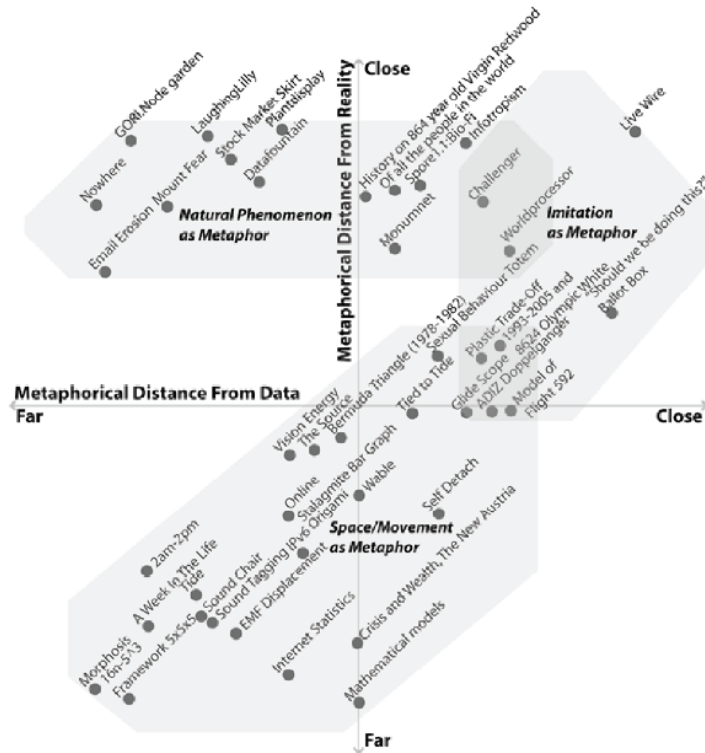 Close
GORI.Node garden
LaughingLilly
Stock Market Skirt
Plantdisplay
Datafountain
Nowhere
Mount Fear
Email Erosion
Natural Phenomenon
as Metaphor
Metaphorical Distance From Reality
History on 864 year old Virgin Redwood
Of all the people in the world
Spore1.1:Bio-Fi
Infotropism
Monumnet
Challenger
Worldprocessor
Live Wire
Imitation
as Metaphor
"Should we be doing this?"
Ballot Box
Sexual Behaviour Totem
Plastic Trade-Off
1993-2005 and
8624 Olympic White
Metaphorical Distance From Data
Far
Close
Vision Energy
The Source
Bermuda Triangle (1978-1982)
Tied to Tide
Glide Scope
ADIZ Doppelganger
Model of
Flight 592
Online
Stalagmite Bar Graph
Wable
Self Detach
Space/Movement
as Metaphor
2am-2pm
A Week In The Life
Tide
Sound Chair
Sound Tagging
IPv6 Origami
EMF Displacement
Morphosis
16n-5^3
Framework 5x5x5
Internet Statistics
Crisis and Wealth, The New Austria
Mathematical models
Far